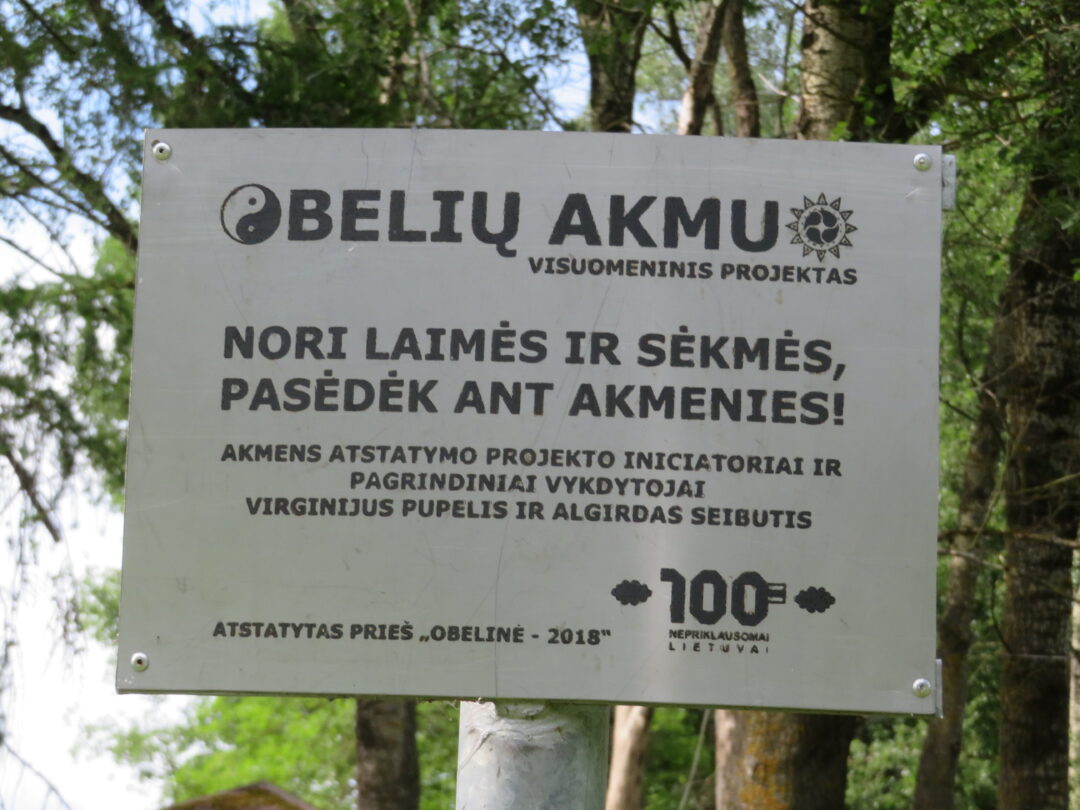 OBELIŲ AKMUO
VISUOMENINIS PROJEKTAS
NORI LAIMĖS IR SĖKMĖS,
PASĖDĖK ANT AKMENIES!
AKMENS ATSTATYMO PROJEKTO INICIATORIAI IR
PAGRINDINIAI VYKDYTOJAI
VIRGINIJUS PUPELIS IR ALGIRDAS SEIBUTIS
100
NEPRIKLAUSOMAI
LIETUVAI
ATSTATYTAS PRIEŠ „OBELINĖ - 2018"